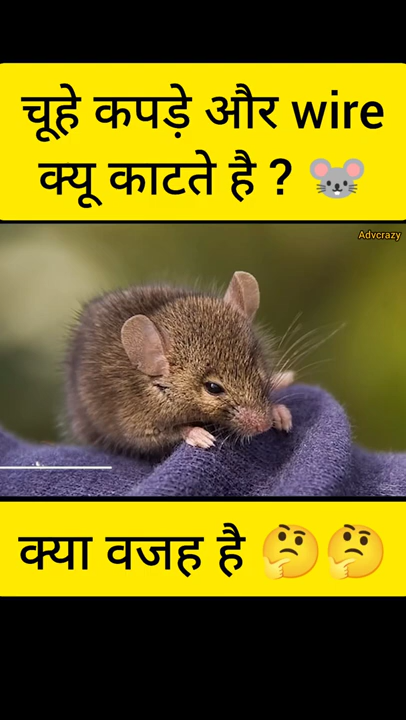 चूहे कपड़े और wire
क्यू काटते है ? 🐭
Advcrazy
क्या वजह है 🤔🤔